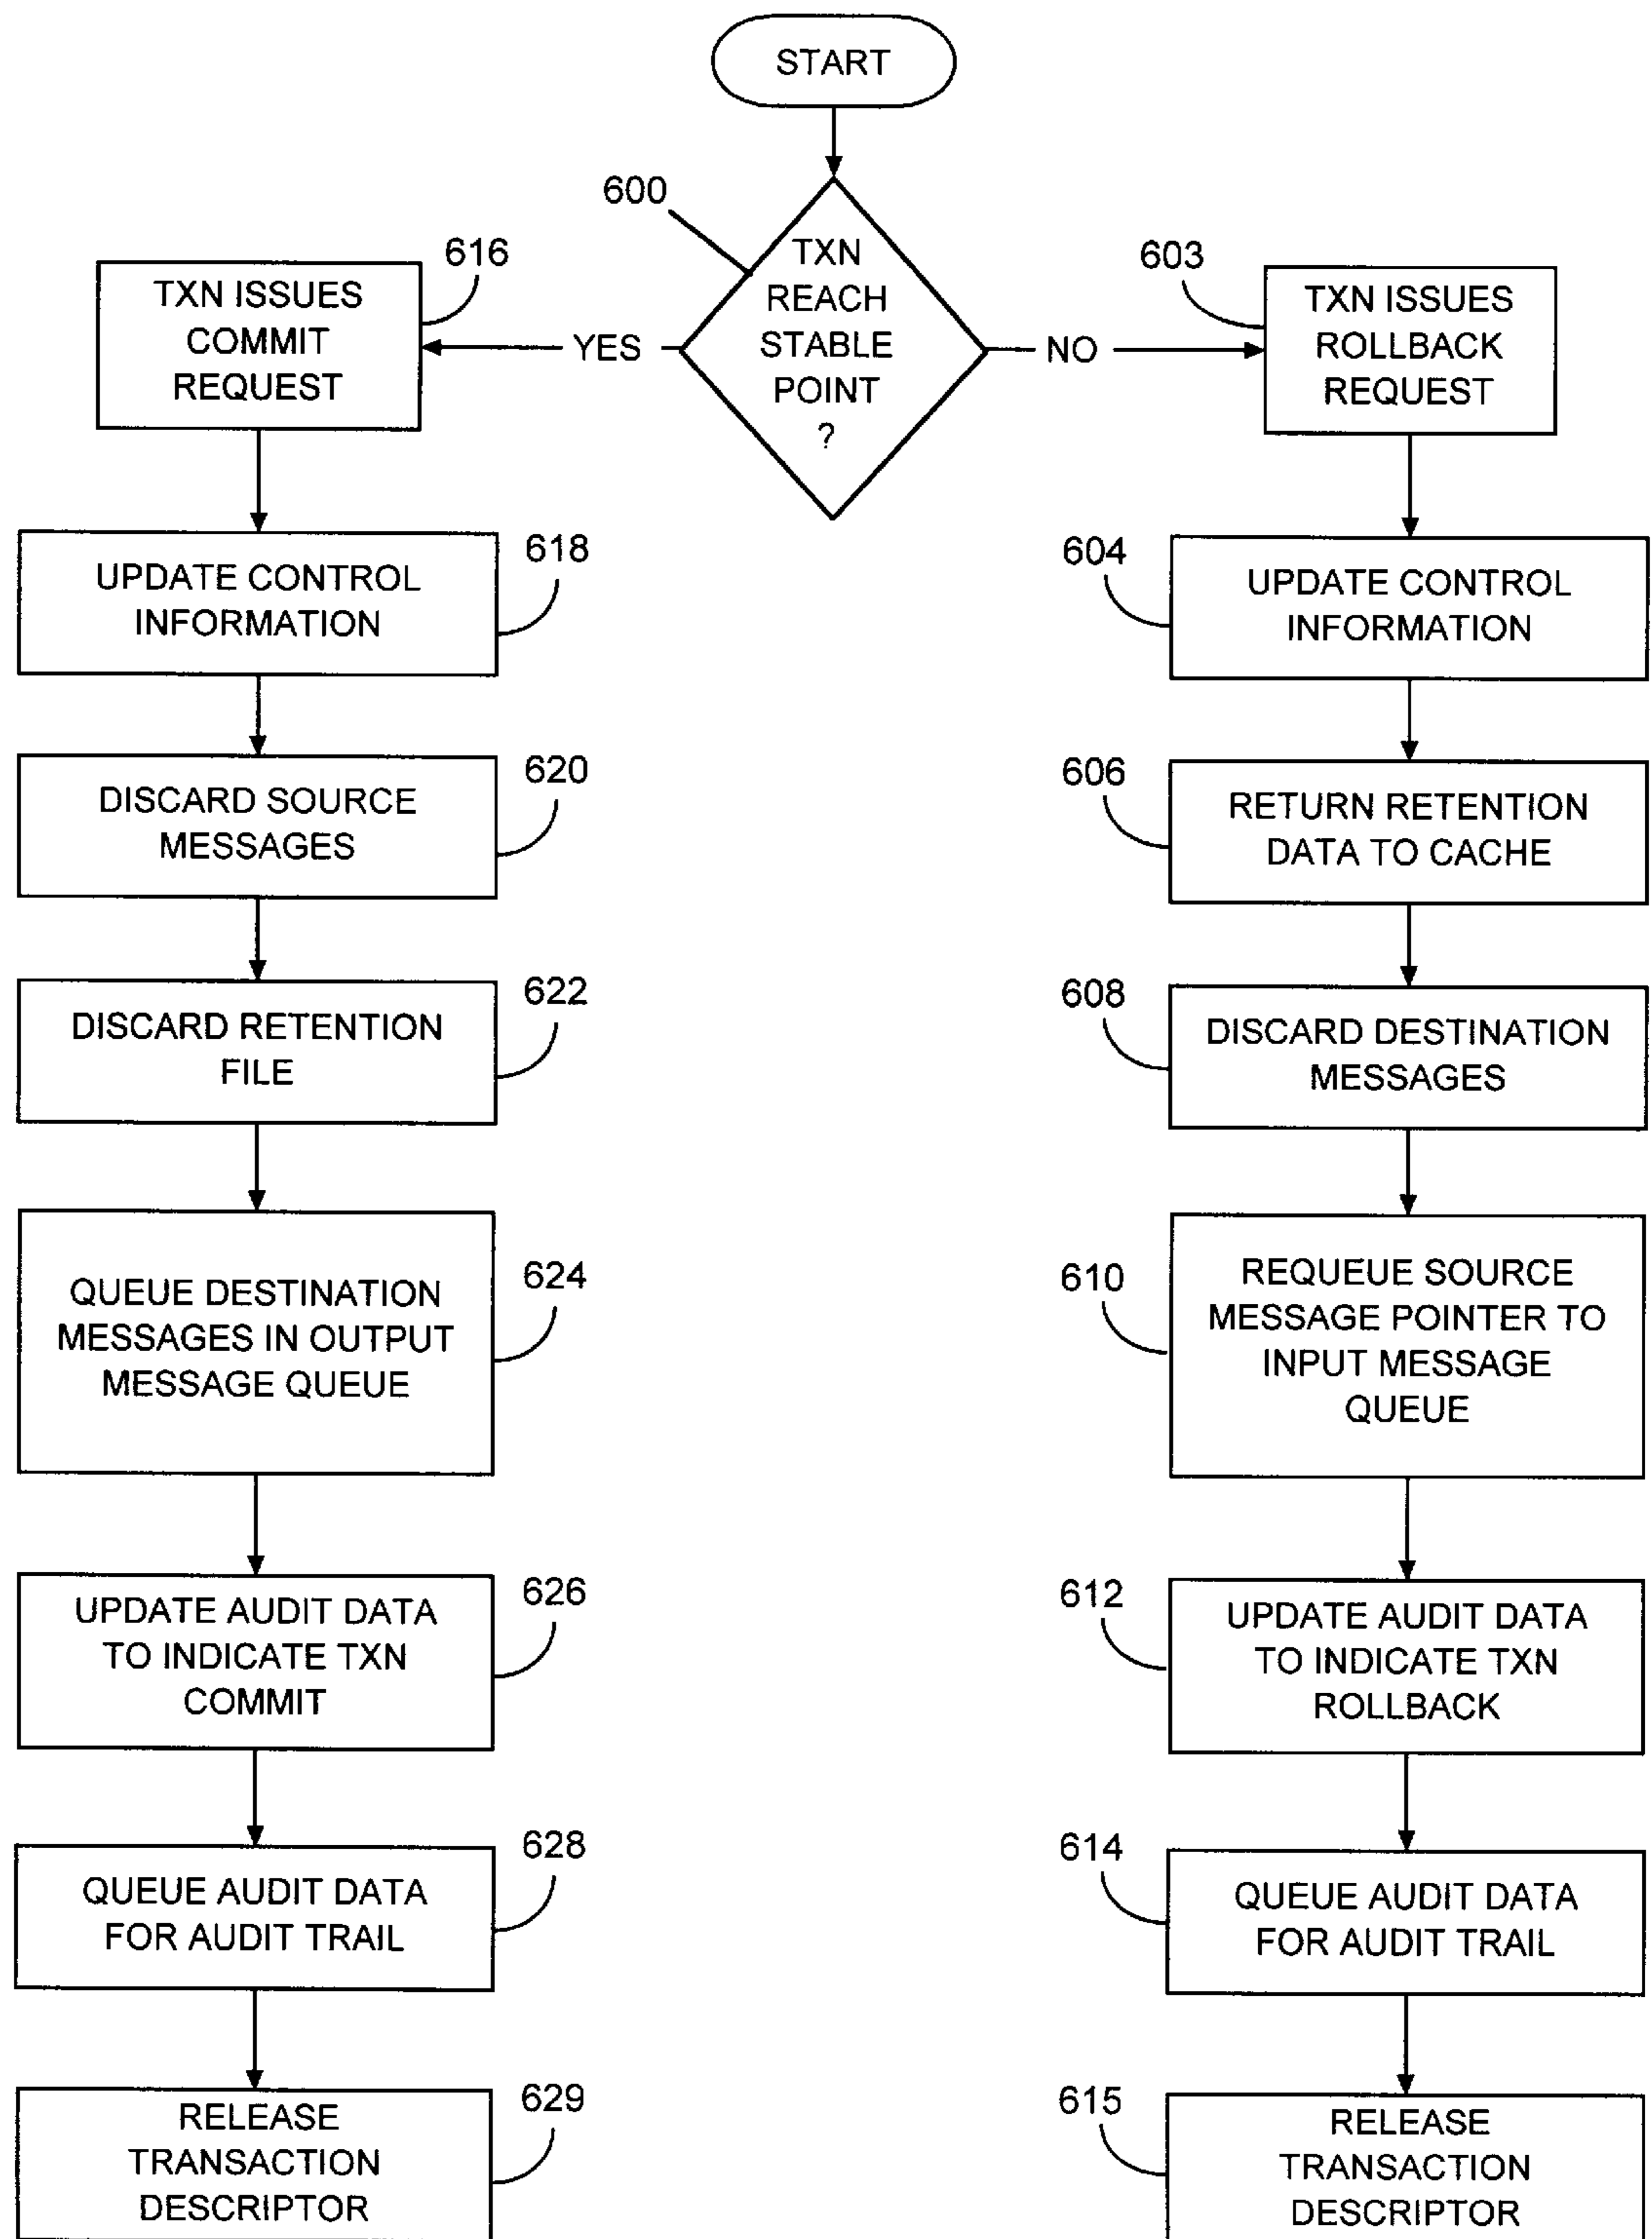 START
600
TXN
REACH
STABLE
POINT
?
YES
NO
616
TXN ISSUES
COMMIT
REQUEST
618
UPDATE CONTROL
INFORMATION
620
DISCARD SOURCE
MESSAGES
622
DISCARD RETENTION
FILE
624
QUEUE DESTINATION
MESSAGES IN OUTPUT
MESSAGE QUEUE
626
UPDATE AUDIT DATA
TO INDICATE TXN
COMMIT
628
QUEUE AUDIT DATA
FOR AUDIT TRAIL
629
RELEASE
TRANSACTION
DESCRIPTOR
603
TXN ISSUES
ROLLBACK
REQUEST
604
UPDATE CONTROL
INFORMATION
606
RETURN RETENTION
DATA TO CACHE
608
DISCARD DESTINATION
MESSAGES
610
REQUEUE SOURCE
MESSAGE POINTER TO
INPUT MESSAGE
QUEUE
612
UPDATE AUDIT DATA
TO INDICATE TXN
ROLLBACK
614
QUEUE AUDIT DATA
FOR AUDIT TRAIL
615
RELEASE
TRANSACTION
DESCRIPTOR